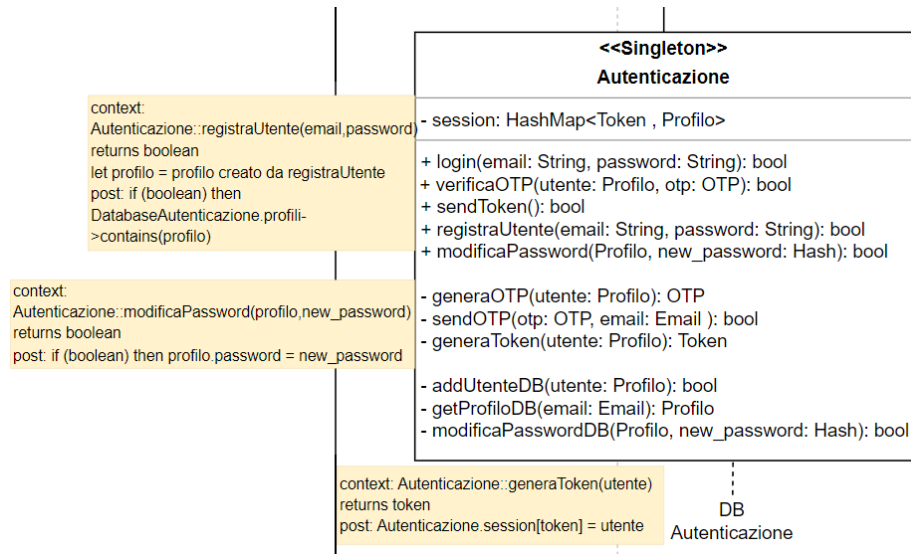 <<Singleton>>
Autenticazione
- session: HashMap<Token , Profilo>
+ login(email: String, password: String): bool
+ verificaOTP(utente: Profilo, otp: OTP): bool
+ sendToken(): bool
+ registraUtente(email: String, password: String): bool
+ modificaPassword(Profilo, new_password: Hash): bool
- generaOTP(utente: Profilo): OTP
- sendOTP(otp: OTP, email: Email ): bool
- generaToken(utente: Profilo): Token
- addUtenteDB(utente: Profilo): bool
- getProfiloDB(email: Email): Profilo
- modificaPasswordDB(Profilo, new_password: Hash): bool
context:
Autenticazione::registraUtente(email,password)
returns boolean
let profilo = profilo creato da registraUtente
post: if (boolean) then
DatabaseAutenticazione.profili-
>contains(profilo)
context:
Autenticazione::modificaPassword(profilo,new_password)
returns boolean
post: if (boolean) then profilo.password = new_password
context: Autenticazione::generaToken(utente)
returns token
post: Autenticazione.session[token] = utente
DB
Autenticazione